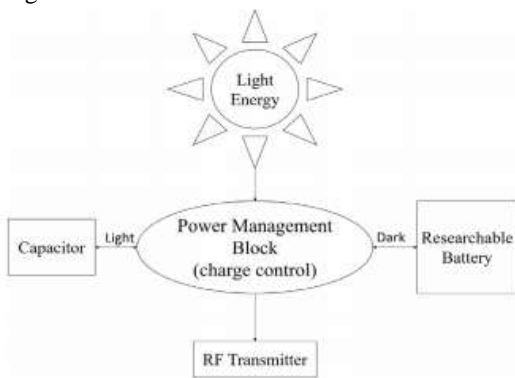 Light
Energy
Capacitor
Light
Power Management
Block
(charge control)
Dark
Researchable
Battery
RF Transmitter